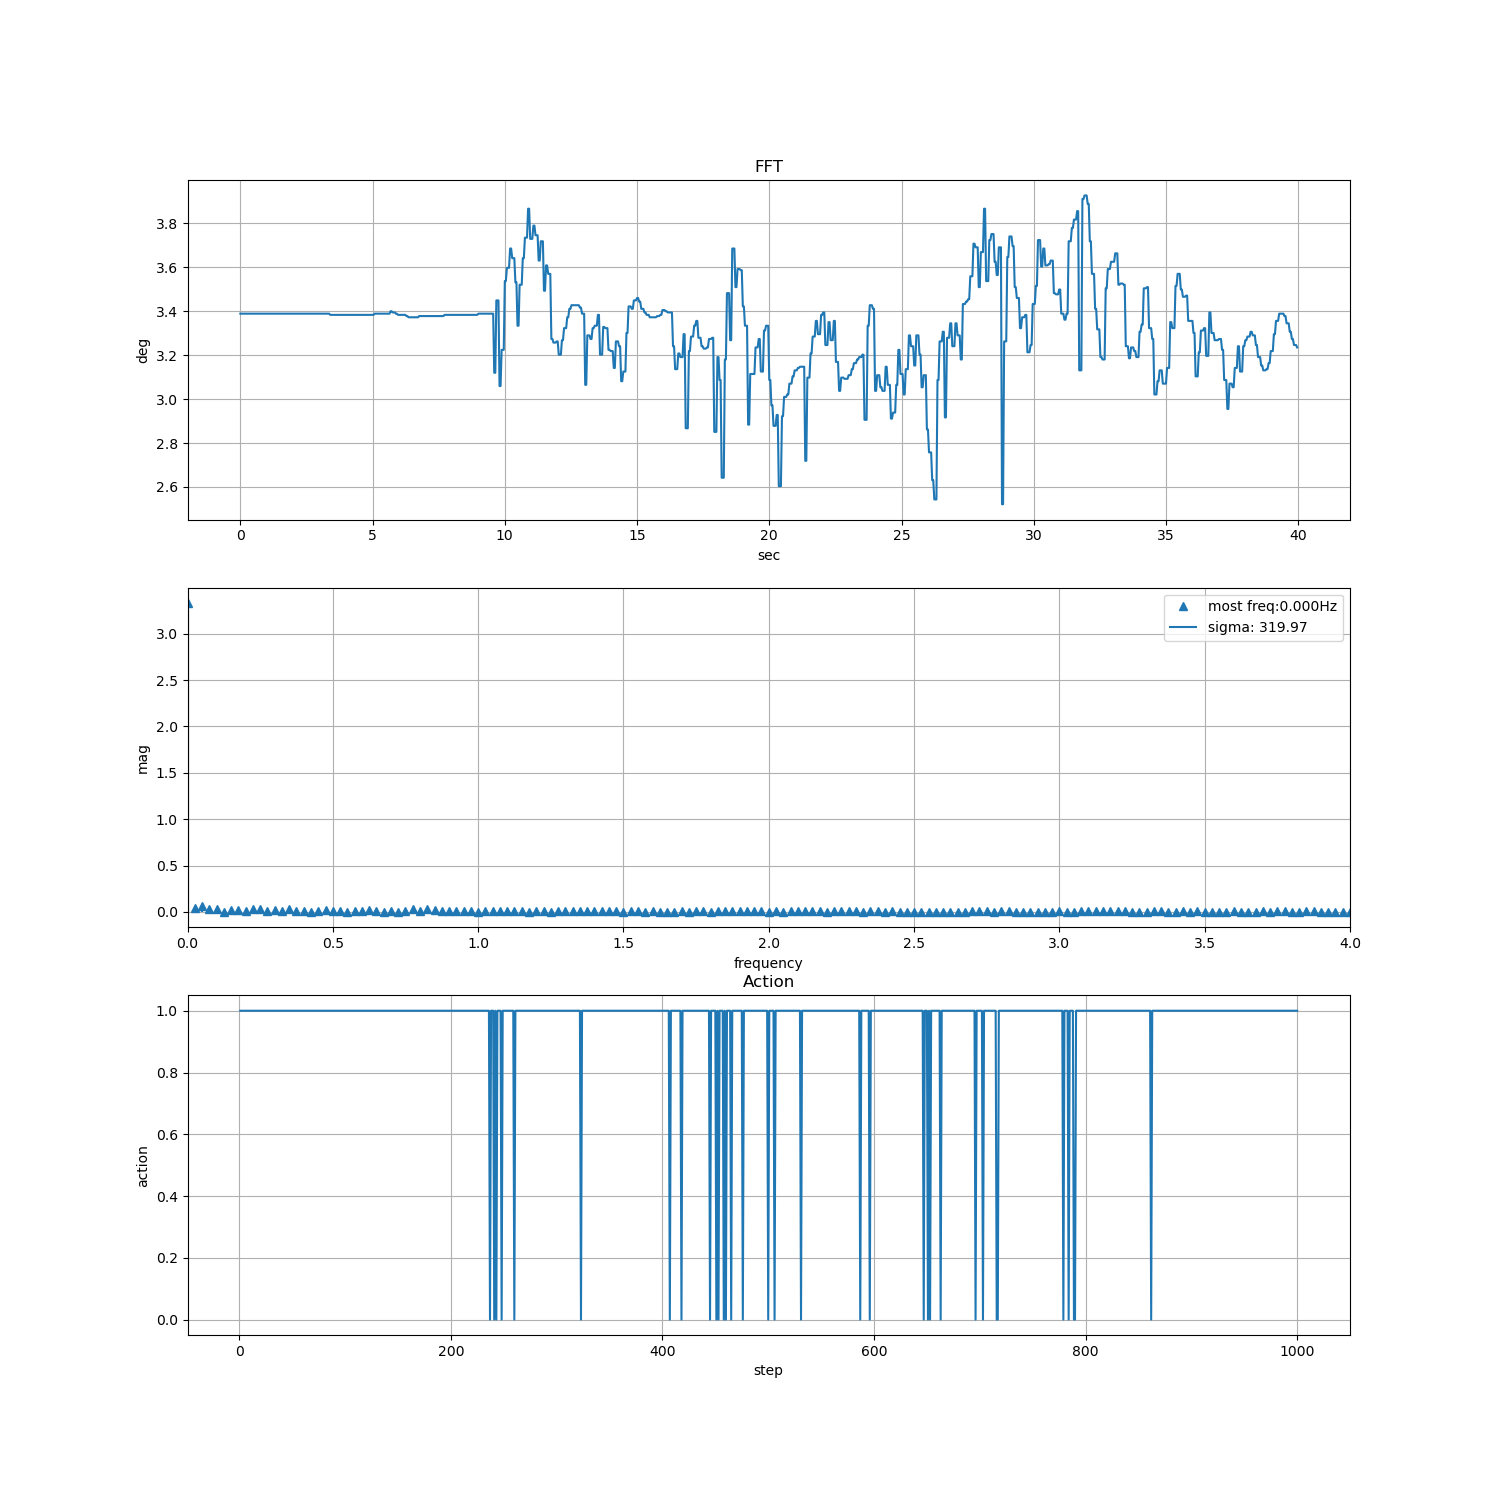 FFT
deg
3.8
3.6
3.4
3.2
3.0
2.8
2.6
0 5 10 15 20 25 30 35 40
sec
most freq:0.000Hz
sigma: 319.97
mag
3.0
2.5
2.0
1.5
1.0
0.5
0.0
0.0 0.5 1.0 1.5 2.0 2.5 3.0 3.5 4.0
frequency
Action
action
1.0
0.8
0.6
0.4
0.2
0.0
0 200 400 600 800 1000
step